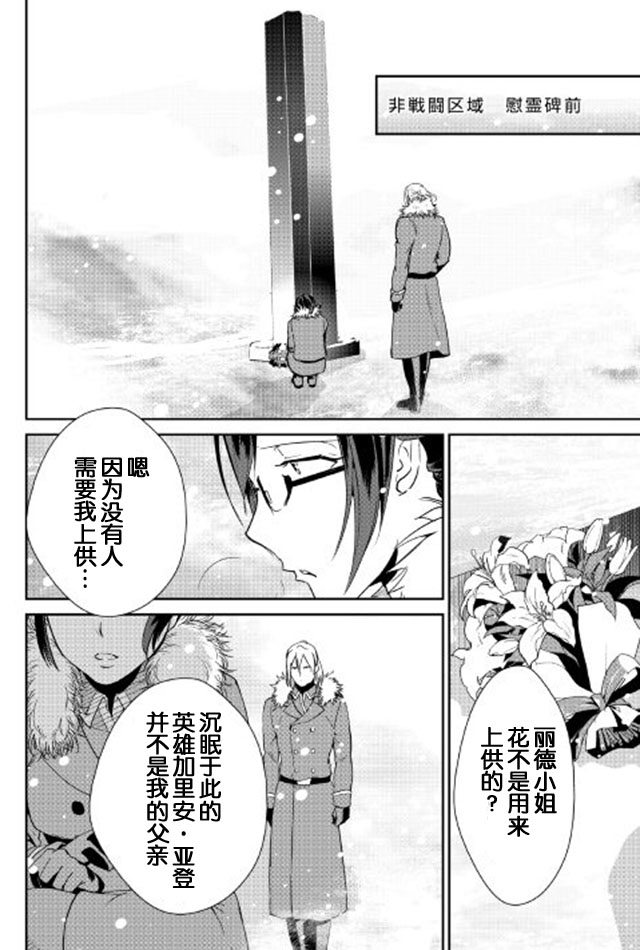 非戦闘区域　慰霊碑前
丽德小姐
花不是用来
上供的？
嗯
因为没有人
需要我上供…
沉眠于此的
英雄加里安·亚登
并不是我的父亲